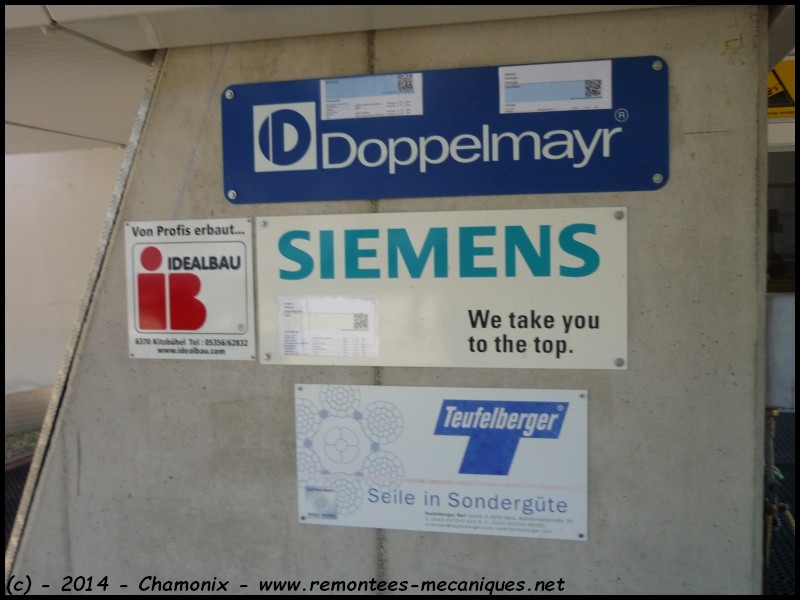 D Doppelmayr ®
Von Profis erbaut...
iB IDEALBAU ®
6370 Kitzbühel Tel : 05356/62832
www.idealbau.com
SIEMENS
We take you
to the top.
Teufelberger ®
Seile in Sondergüte
(c) - 2014 - Chamonix - www.remontees-mecaniques.net